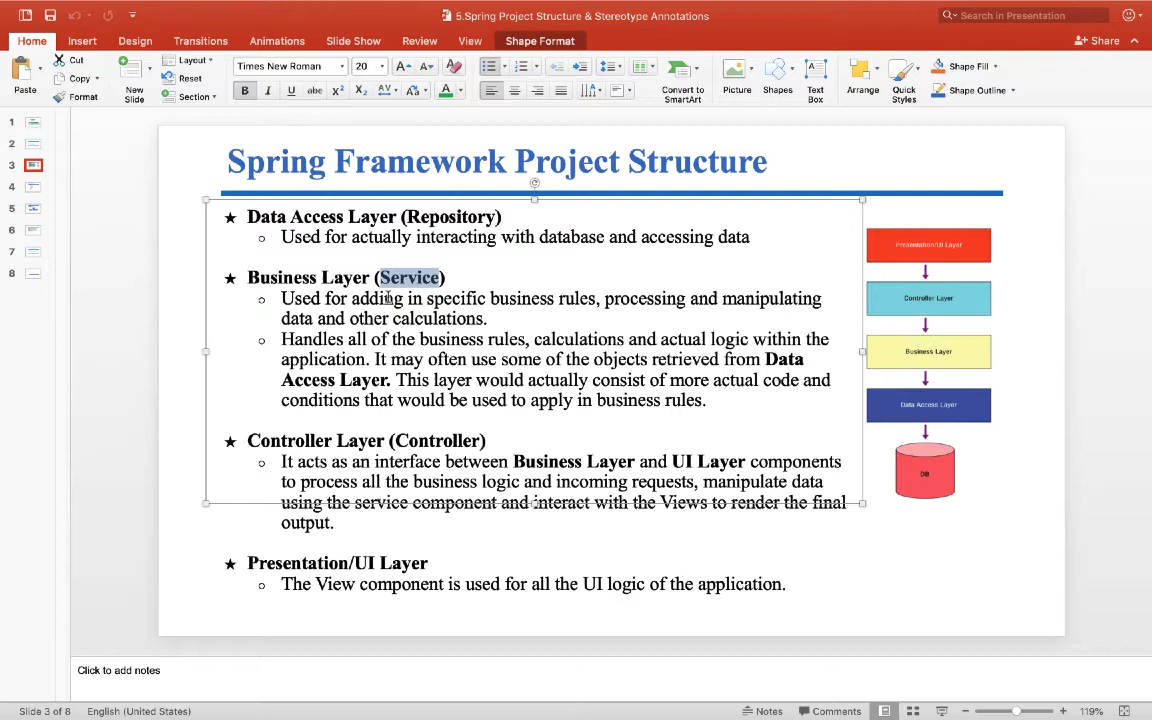 5.Spring Project Structure & Stereotype Annotations
Search in Presentation
Home Insert Design Transitions Animations Slide Show Review View Shape Format
Share
Paste
Cut
Copy
Format
New Slide
Layout
Reset
Section
Times New Roman
20
Convert to SmartArt
Picture
Shapes
Text Box
Arrange
Quick Styles
Shape Fill
Shape Outline
1
2
3
4
5
6
7
8
Spring Framework Project Structure
★ Data Access Layer (Repository)
○ Used for actually interacting with database and accessing data
★ Business Layer (Service)
○ Used for adding in specific business rules, processing and manipulating
data and other calculations.
○ Handles all of the business rules, calculations and actual logic within the
application. It may often use some of the objects retrieved from Data
Access Layer. This layer would actually consist of more actual code and
conditions that would be used to apply in business rules.
★ Controller Layer (Controller)
○ It acts as an interface between Business Layer and UI Layer components
to process all the business logic and incoming requests, manipulate data
using the service component and interact with the Views to render the final
output.
★ Presentation/UI Layer
○ The View component is used for all the UI logic of the application.
Presentation/UI Layer
Controller Layer
Business Layer
Data Access Layer
DB
Click to add notes
Slide 3 of 8 English (United States)
Notes Comments 119%